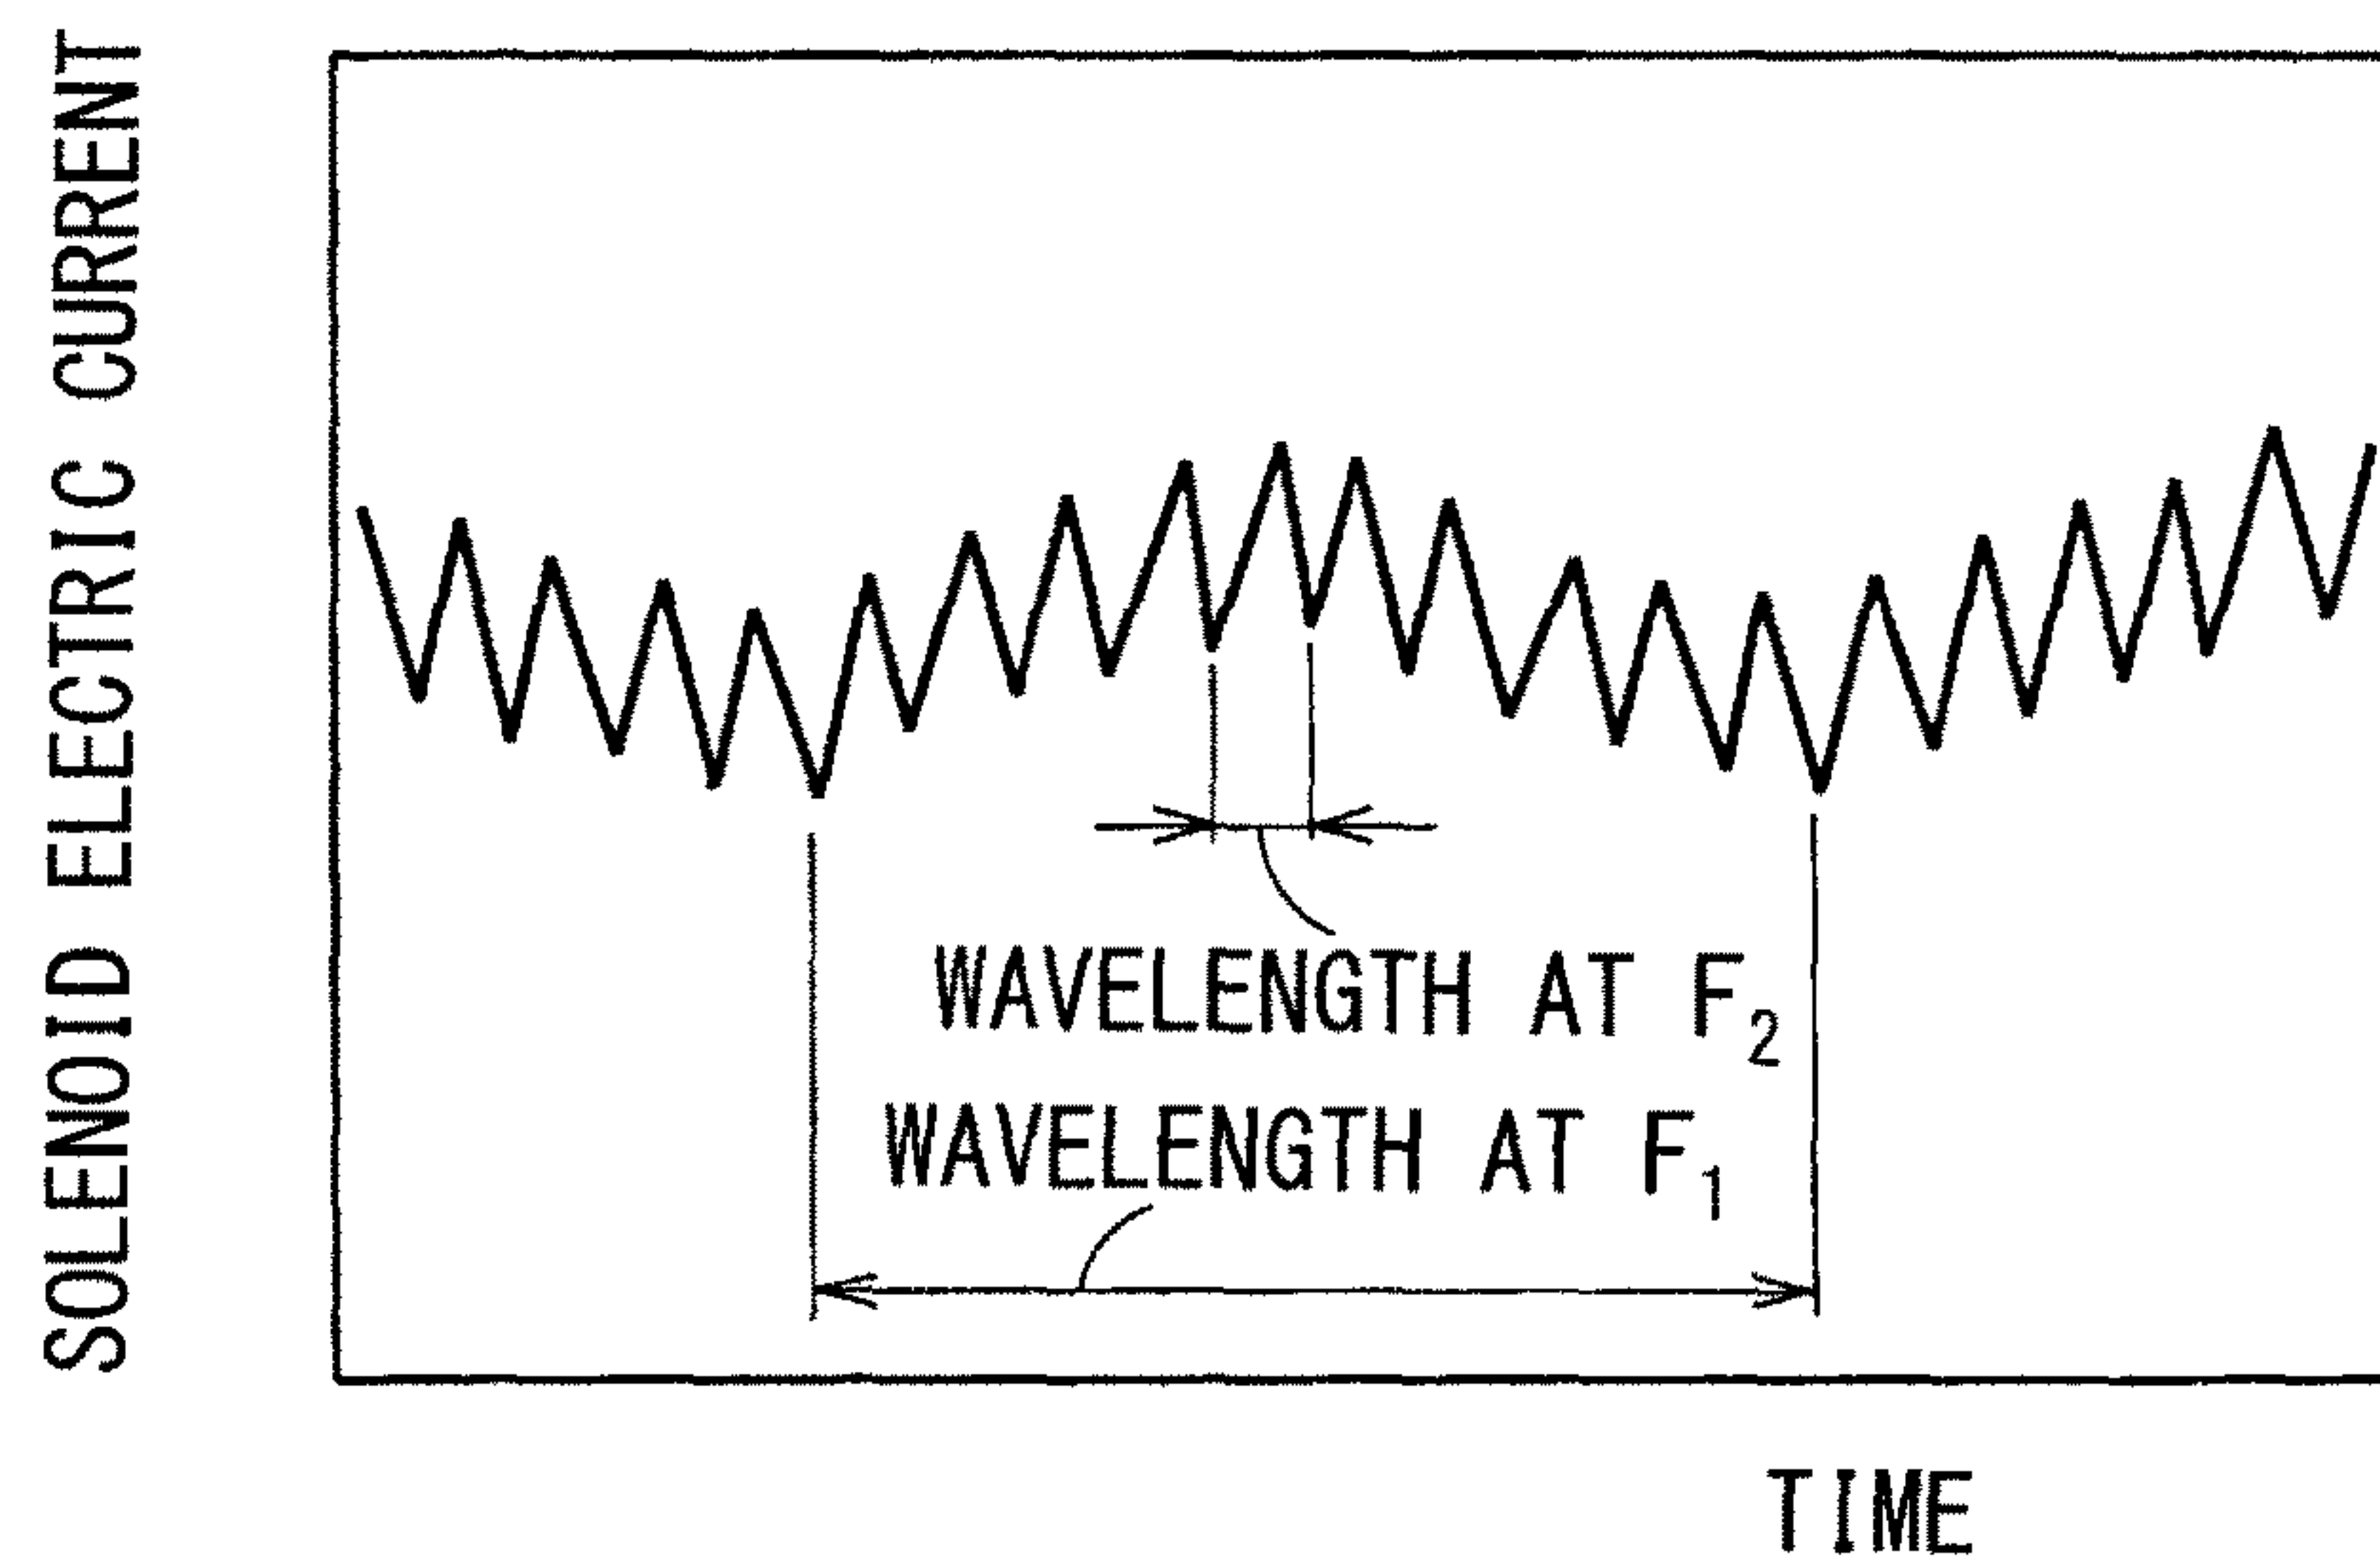 SOLENOID ELECTRIC CURRENT
WAVELENGTH AT F₂
WAVELENGTH AT F₁
TIME